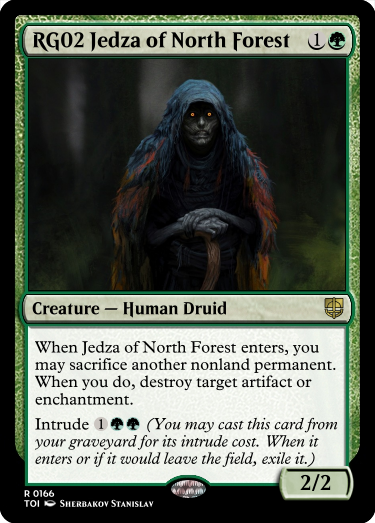 RG02 Jedza of North Forest 1
Creature — Human Druid
When Jedza of North Forest enters, you
may sacrifice another nonland permanent.
When you do, destroy target artifact or
enchantment.
Intrude 1 (You may cast this card from
your graveyard for its intrude cost. When it
enters or if it would leave the field, exile it.)
2/2
R 0166
TOI Sherbakov Stanislav